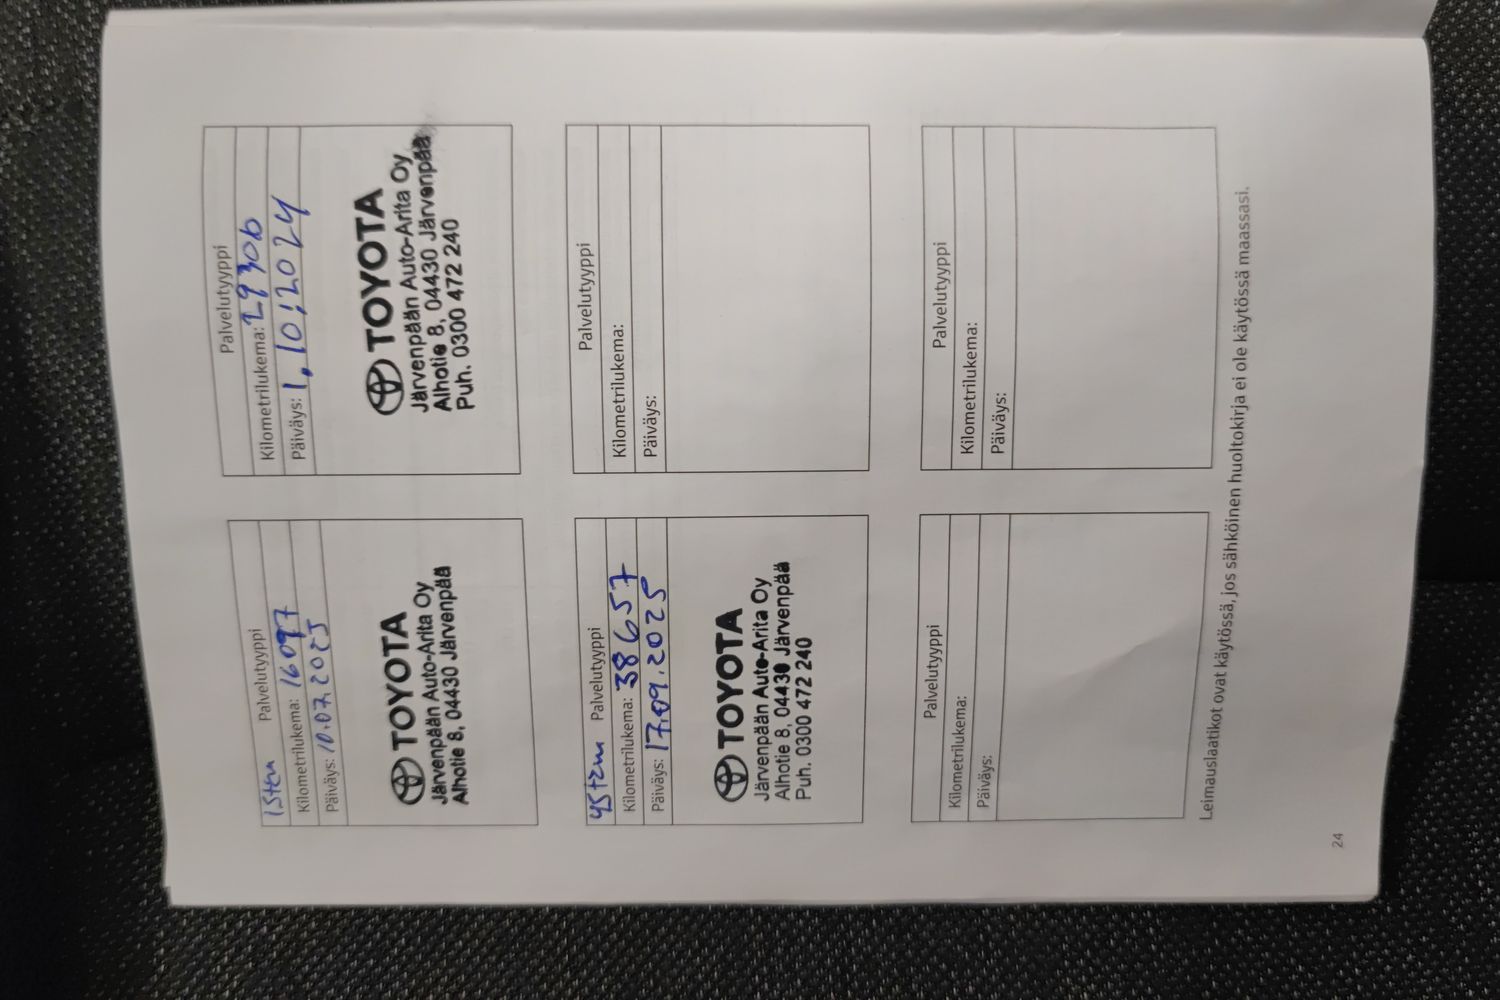 15tkm Palvelutyyppi
Kilometrilukema: 16097
Päiväys: 10.07.2023
TOYOTA
Järvenpään Auto-Arita Oy
Alhotie 8, 04430 Järvenpää
Palvelutyyppi
Kilometrilukema: 29306
Päiväys: 1.10.2024
TOYOTA
Järvenpään Auto-Arita Oy
Alhotie 8, 04430 Järvenpää
Puh. 0300 472 240
45tkm Palvelutyyppi
Kilometrilukema: 38657
Päiväys: 17.09.2025
TOYOTA
Järvenpään Auto-Arita Oy
Alhotie 8, 04430 Järvenpää
Puh. 0300 472 240
Palvelutyyppi
Kilometrilukema:
Päiväys:
Palvelutyyppi
Kilometrilukema:
Päiväys:
Palvelutyyppi
Kilometrilukema:
Päiväys:
Leimauslaatikot ovat käytössä, jos sähköinen huoltokirja ei ole käytössä maassasi.
24